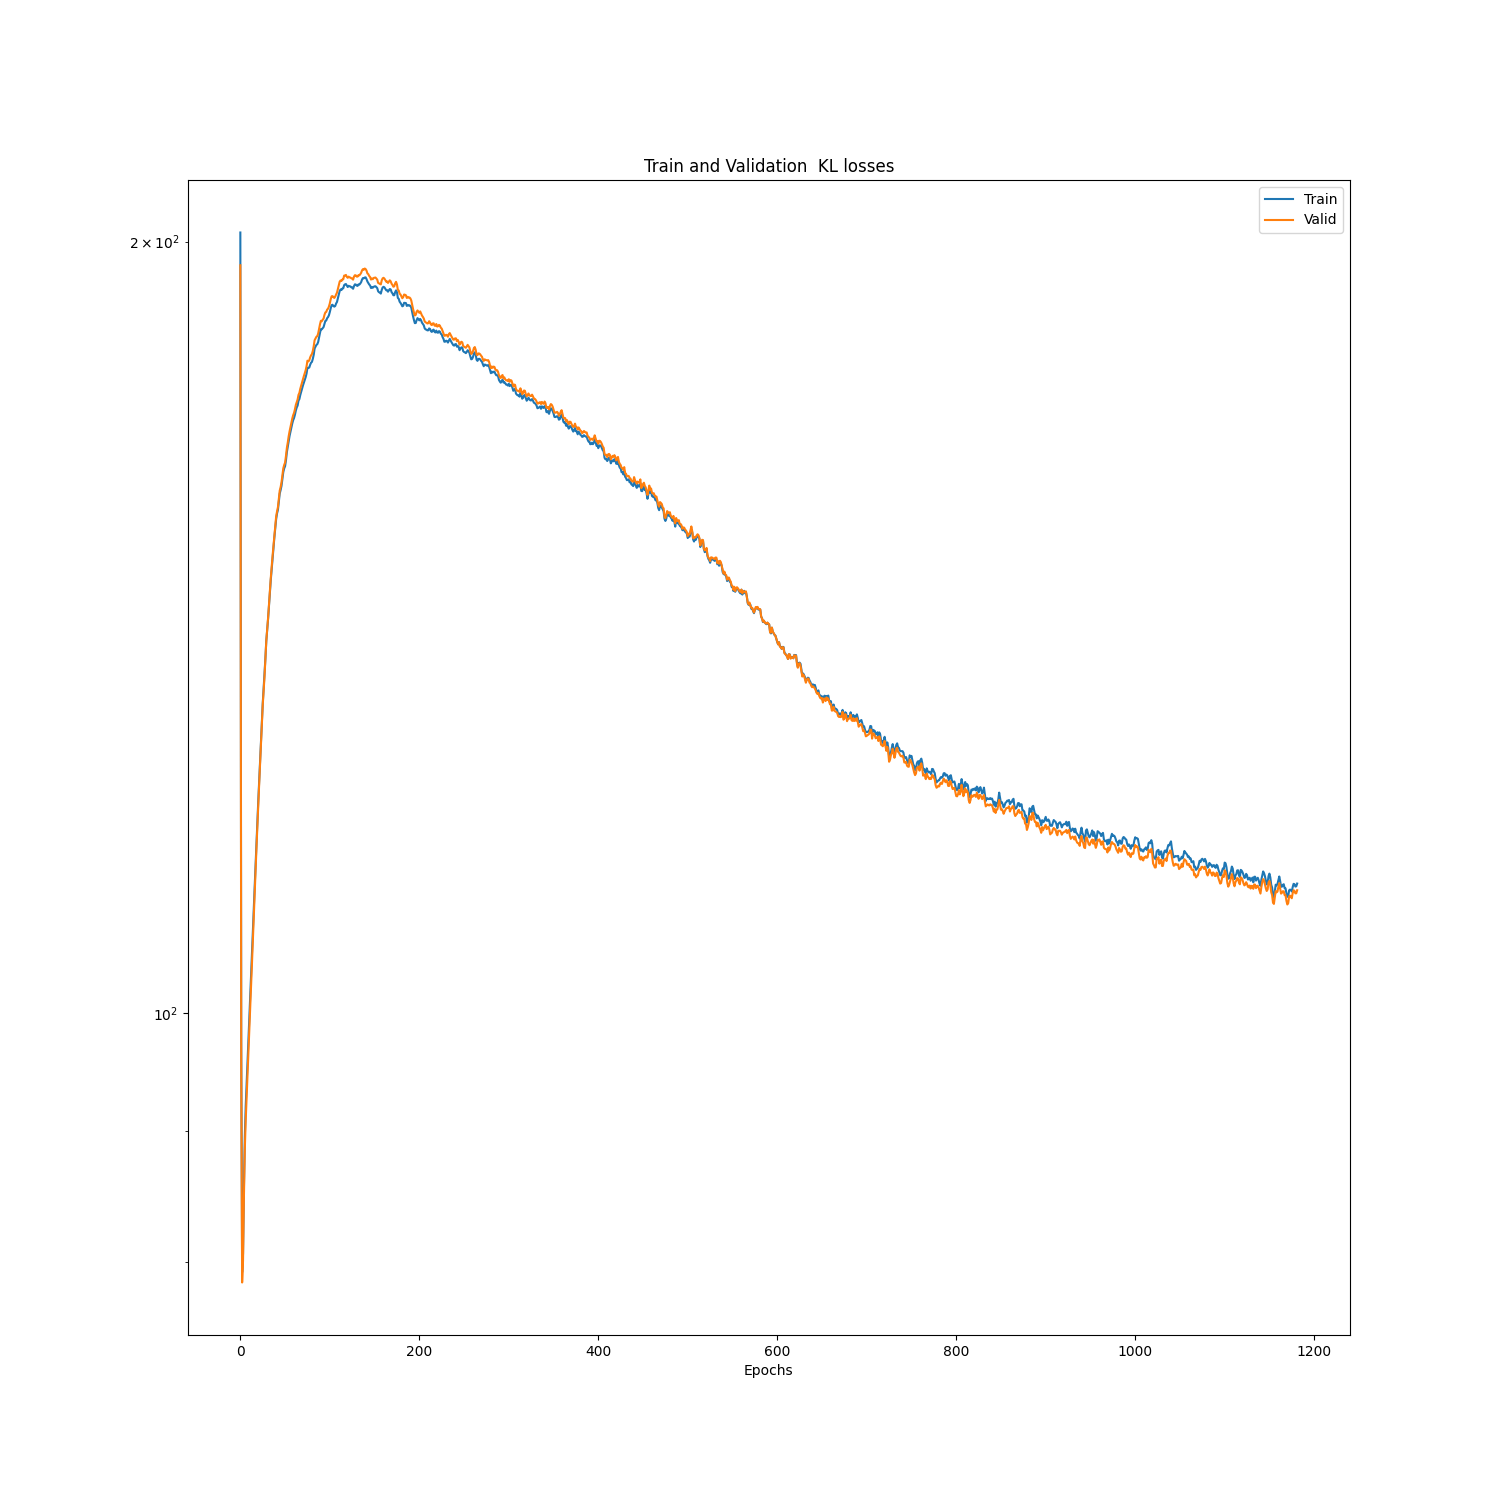 Train and Validation  KL losses
Train
Valid
2 × 10²
10²
0 200 400 600 800 1000 1200
Epochs